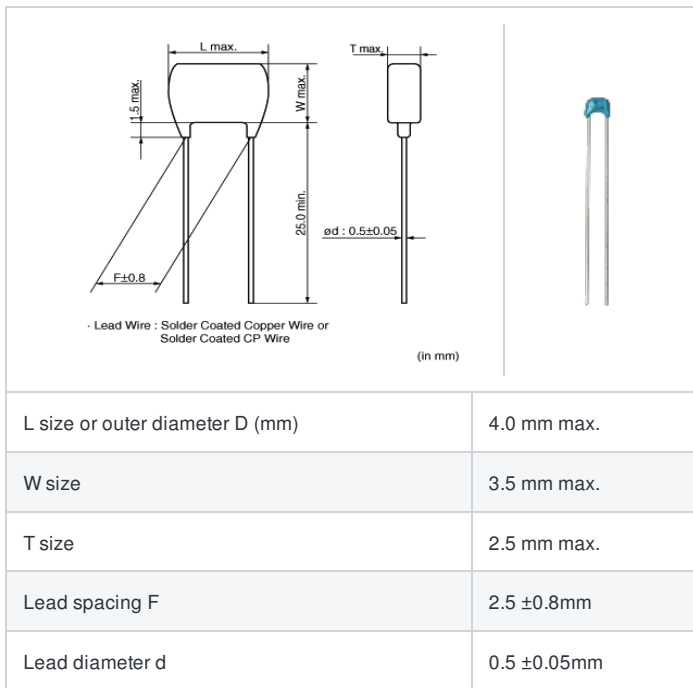 L max.
T max.
1.5 max.
W max.
25.0 min.
ød : 0.5±0.05
F±0.8
· Lead Wire : Solder Coated Copper Wire or
Solder Coated CP Wire
(in mm)
L size or outer diameter D (mm) 4.0 mm max.
W size 3.5 mm max.
T size 2.5 mm max.
Lead spacing F 2.5 ±0.8mm
Lead diameter d 0.5 ±0.05mm